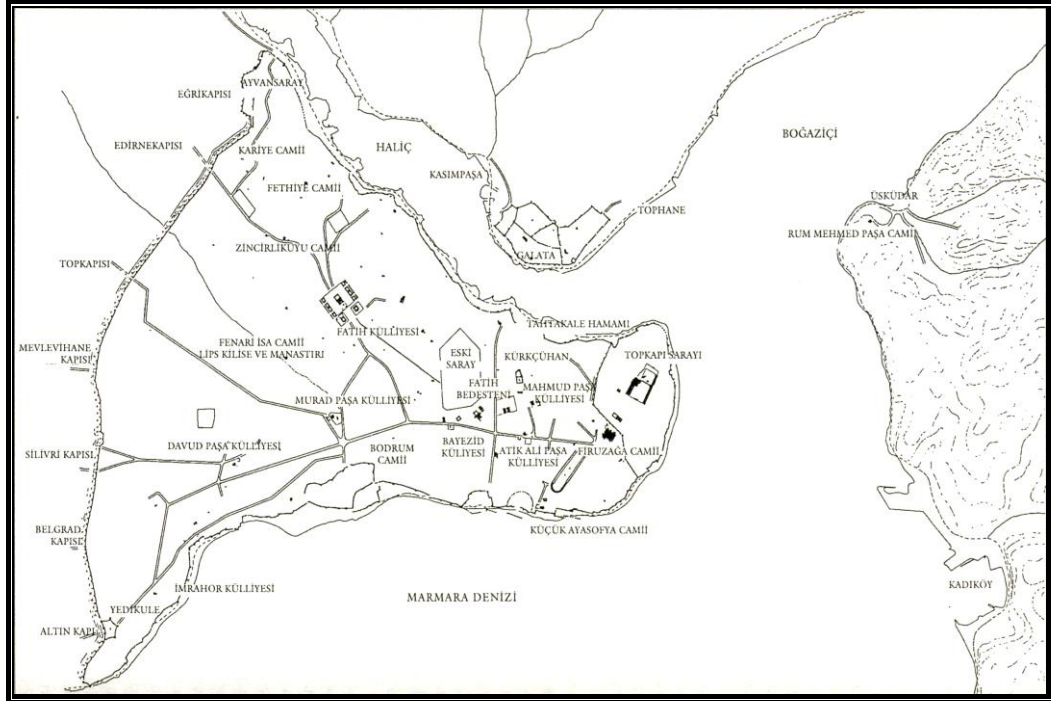 AYVANSARAY
EĞRİKAPISI
BOĞAZİÇİ
EDİRNEKAPISI
KARİYE CAMİİ
HALİÇ
KASIMPAŞA
FETHİYE CAMİİ
ÜSKÜDAR
TOPHANE
RUM MEHMED PAŞA CAMİİ
ZİNCİRLİKUYU CAMİİ
GALATA
TOPKAPISI
TAHYAKALE HAMAMI
FATİH KÜLLİYESİ
FENARİ İSA CAMİİ
LİPS KİLİSE VE MANASTIRI
MEVLEVİHANE
KAPISI
ESKİ
SARAY
KÜRKÇÜHAN
TOPKAPI SARAYI
FATİH
BEDESTENİ
MAHMUD PAŞA
KÜLLİYESİ
MURAD PAŞA KÜLLİYESİ
DAVUD PAŞA KÜLLİYESİ
SİLİVRİ KAPISI
BODRUM
CAMİİ
BAYEZİD
KÜLİYESİ
ATİK ALİ PAŞA
KÜLLİYESİ
FİRUZAĞA CAMİİ
BELGRAD
KAPISI
KÜÇÜK AYASOFYA CAMİİ
İMRAHOR KÜLLİYESİ
MARMARA DENİZİ
KADIKÖY
YEDİKULE
ALTIN KAPI